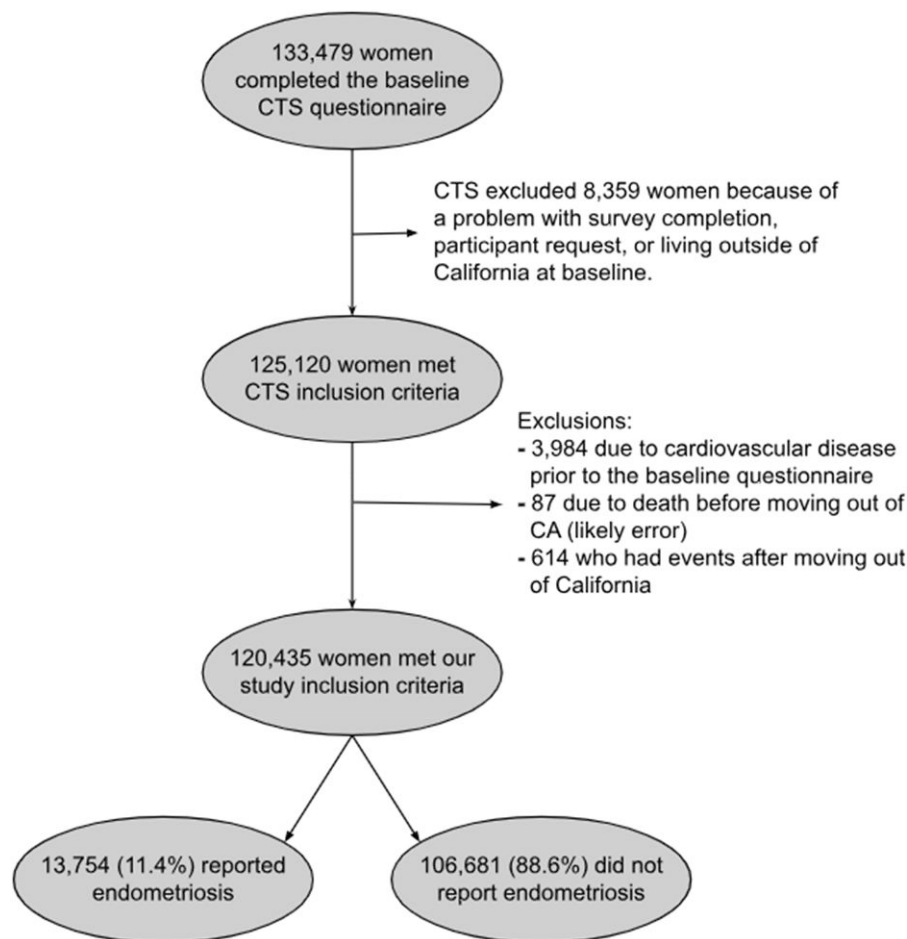 133,479 women
completed the baseline
CTS questionnaire
CTS excluded 8,359 women because of
a problem with survey completion,
participant request, or living outside of
California at baseline.
125,120 women met
CTS inclusion criteria
Exclusions:
- 3,984 due to cardiovascular disease
prior to the baseline questionnaire
- 87 due to death before moving out of
CA (likely error)
- 614 who had events after moving out
of California
120,435 women met our
study inclusion criteria
13,754 (11.4%) reported
endometriosis
106,681 (88.6%) did not
report endometriosis